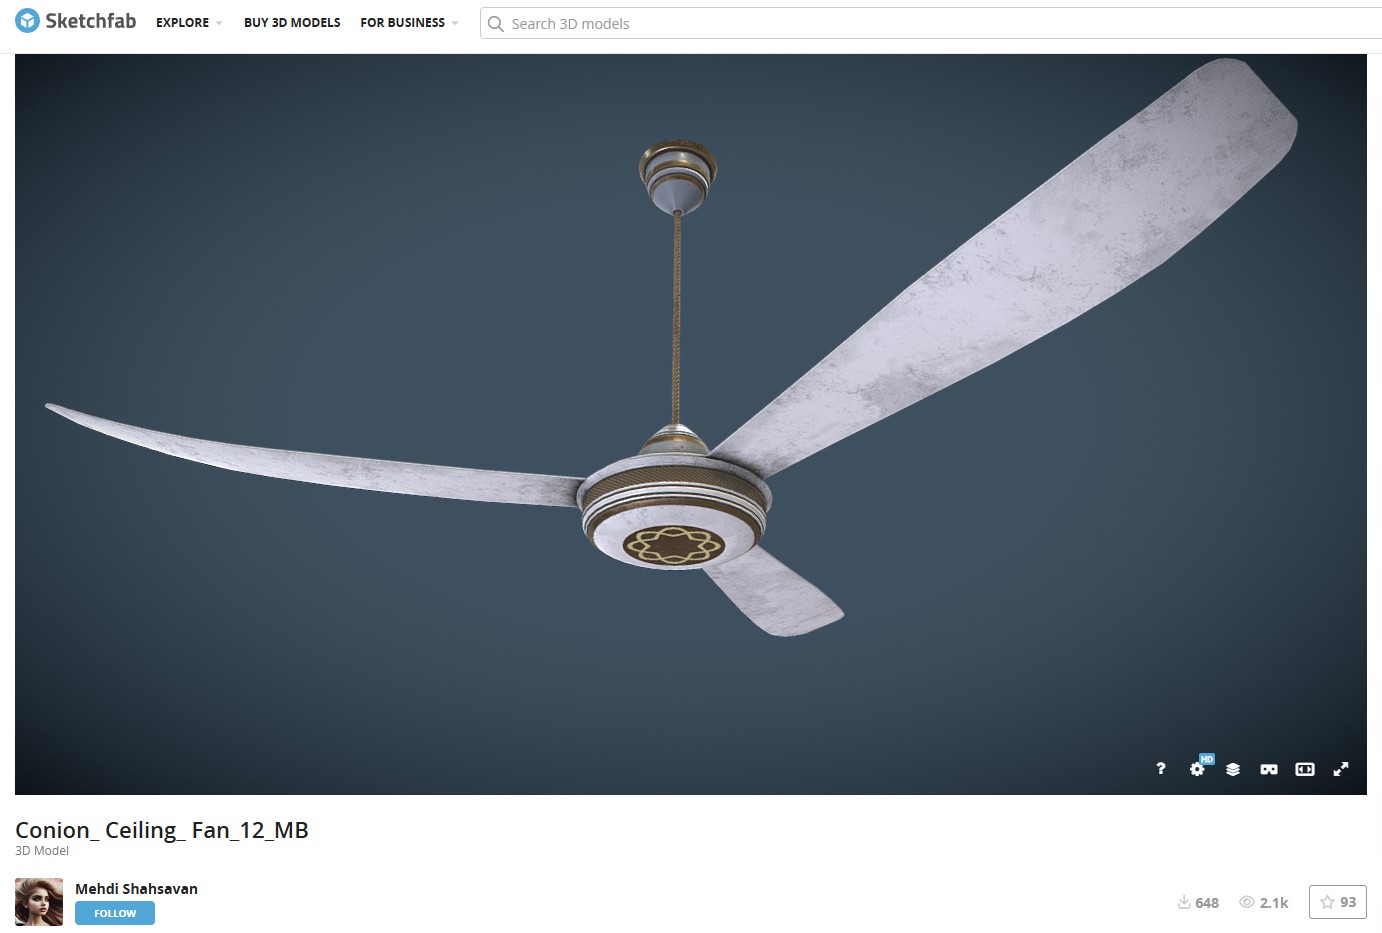 Sketchfab EXPLORE BUY 3D MODELS FOR BUSINESS Search 3D models
? HD
Conion_ Ceiling_ Fan_12_MB
3D Model
Mehdi Shahsavan
FOLLOW
648 2.1k 93